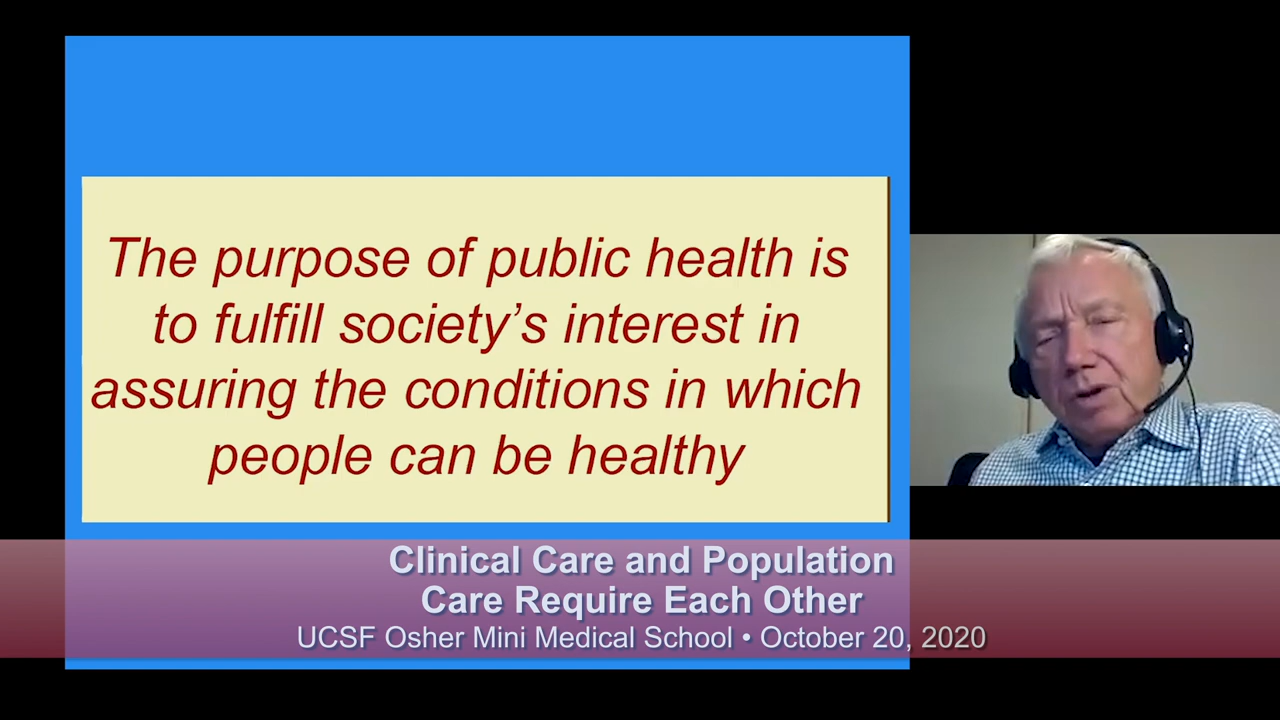 The purpose of public health is
to fulfill society’s interest in
assuring the conditions in which
people can be healthy
Clinical Care and Population
Care Require Each Other
UCSF Osher Mini Medical School • October 20, 2020